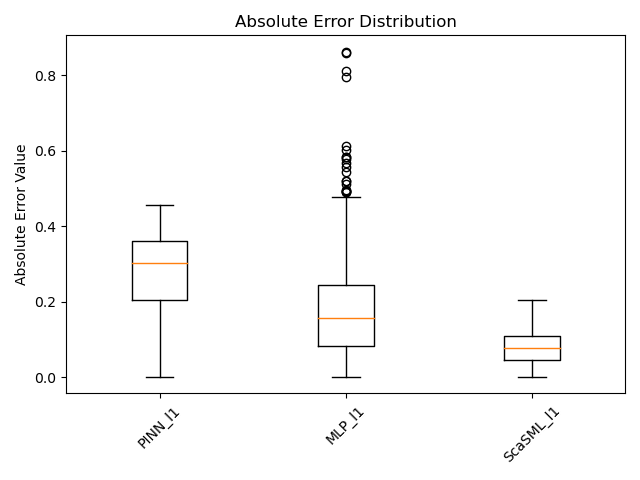 Absolute Error Distribution
Absolute Error Value
0.8
0.6
0.4
0.2
0.0
PINN_l1
MLP_l1
ScaSML_l1